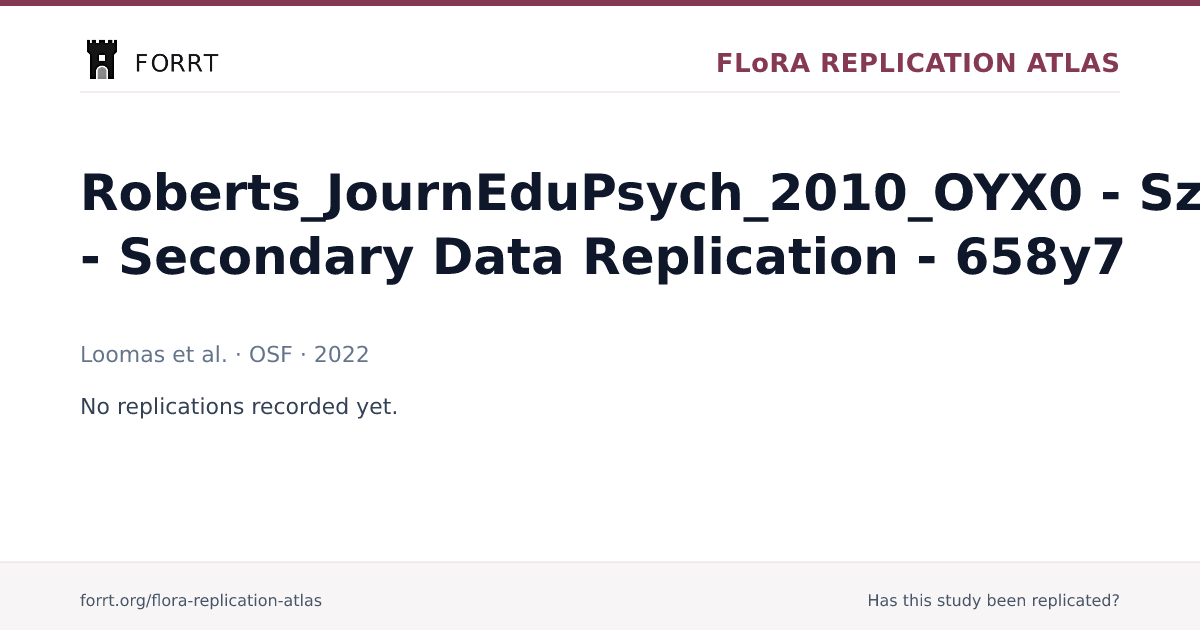 FORRT
FLoRA REPLICATION ATLAS
Roberts_JournEduPsych_2010_OYX0 - Sz
- Secondary Data Replication - 658y7
Loomas et al. · OSF · 2022
No replications recorded yet.
forrt.org/flora-replication-atlas
Has this study been replicated?